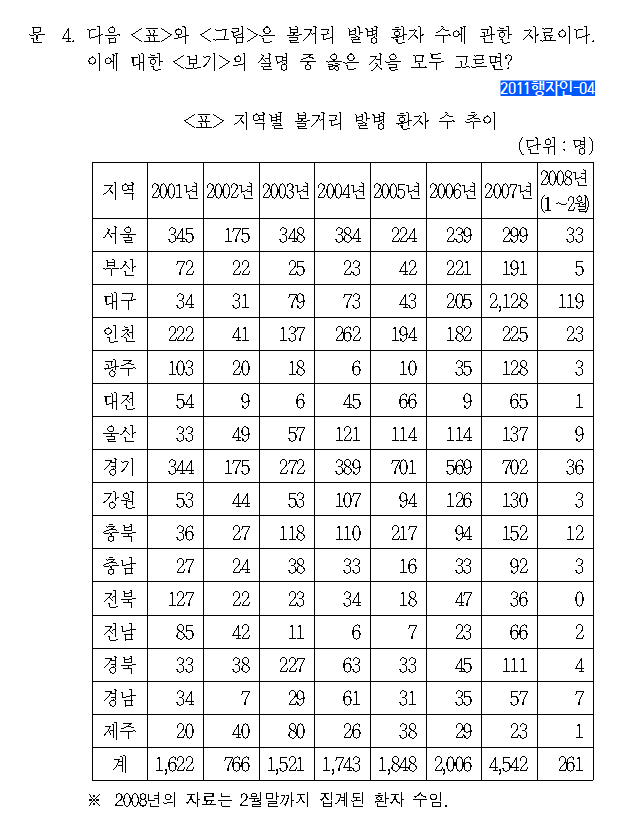 문 4. 다음 <표>와 <그림>은 볼거리 발병 환자 수에 관한 자료이다.
이에 대한 <보기>의 설명 중 옳은 것을 모두 고르면?
2011행자인-04
<표> 지역별 볼거리 발병 환자 수 추이
(단위 : 명)
지역 2001년 2002년 2003년 2004년 2005년 2006년 2007년 2008년
(1~2월)
서울 345 175 348 384 224 239 299 33
부산 72 22 25 23 42 221 191 5
대구 34 31 79 73 43 205 2,128 119
인천 222 41 137 262 194 182 225 23
광주 103 20 18 6 10 35 128 3
대전 54 9 6 45 66 9 65 1
울산 33 49 57 121 114 114 137 9
경기 344 175 272 389 701 569 702 36
강원 53 44 53 107 94 126 130 3
충북 36 27 118 110 217 94 152 12
충남 27 24 38 33 16 33 92 3
전북 127 22 23 34 18 47 36 0
전남 85 42 11 6 7 23 66 2
경북 33 38 227 63 33 45 111 4
경남 34 7 29 61 31 35 57 7
제주 20 40 80 26 38 29 23 1
계 1,622 766 1,521 1,743 1,848 2,006 4,542 261
※ 2008년의 자료는 2월말까지 집계된 환자 수임.